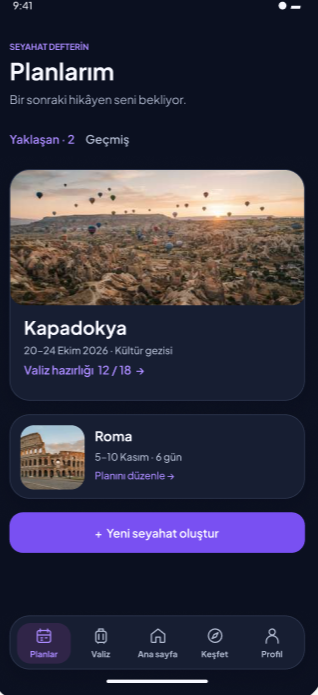 9:41
SEYAHAT DEFTERİN
Planlarım
Bir sonraki hikâyen seni bekliyor.
Yaklaşan · 2 Geçmiş
Kapadokya
20–24 Ekim 2026 · Kültür gezisi
Valiz hazırlığı 12 / 18 →
Roma
5–10 Kasım · 6 gün
Planını düzenle →
+ Yeni seyahat oluştur
Planlar Valiz Ana sayfa Keşfet Profil